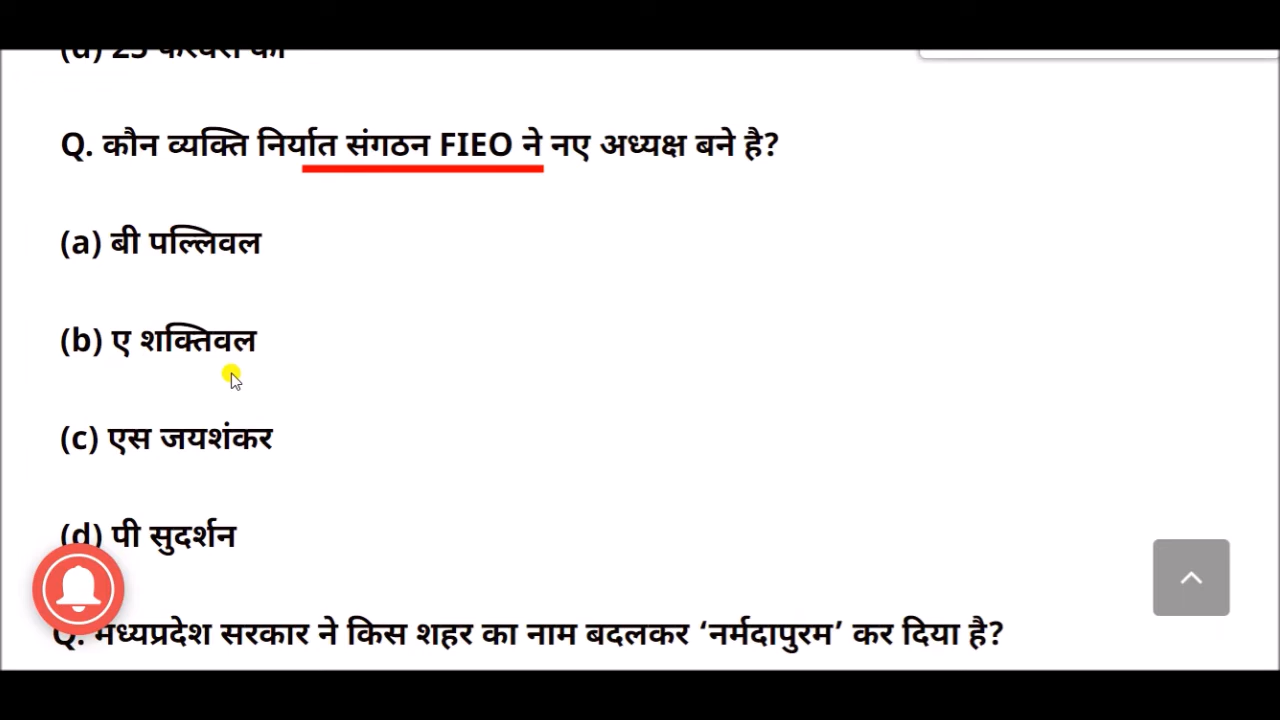 Q. कौन व्यक्ति निर्यात संगठन FIEO ने नए अध्यक्ष बने है?
(a) बी पल्लिवल
(b) ए शक्तिवल
(c) एस जयशंकर
(d) पी सुदर्शन
Q. मध्यप्रदेश सरकार ने किस शहर का नाम बदलकर ‘नर्मदापुरम’ कर दिया है?